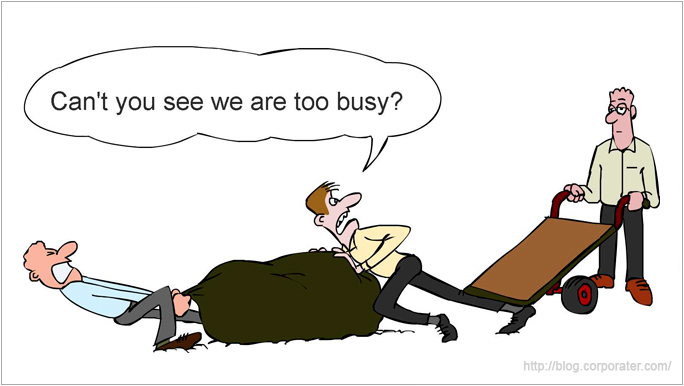 Can't you see we are too busy?
http://blog.corporater.com/